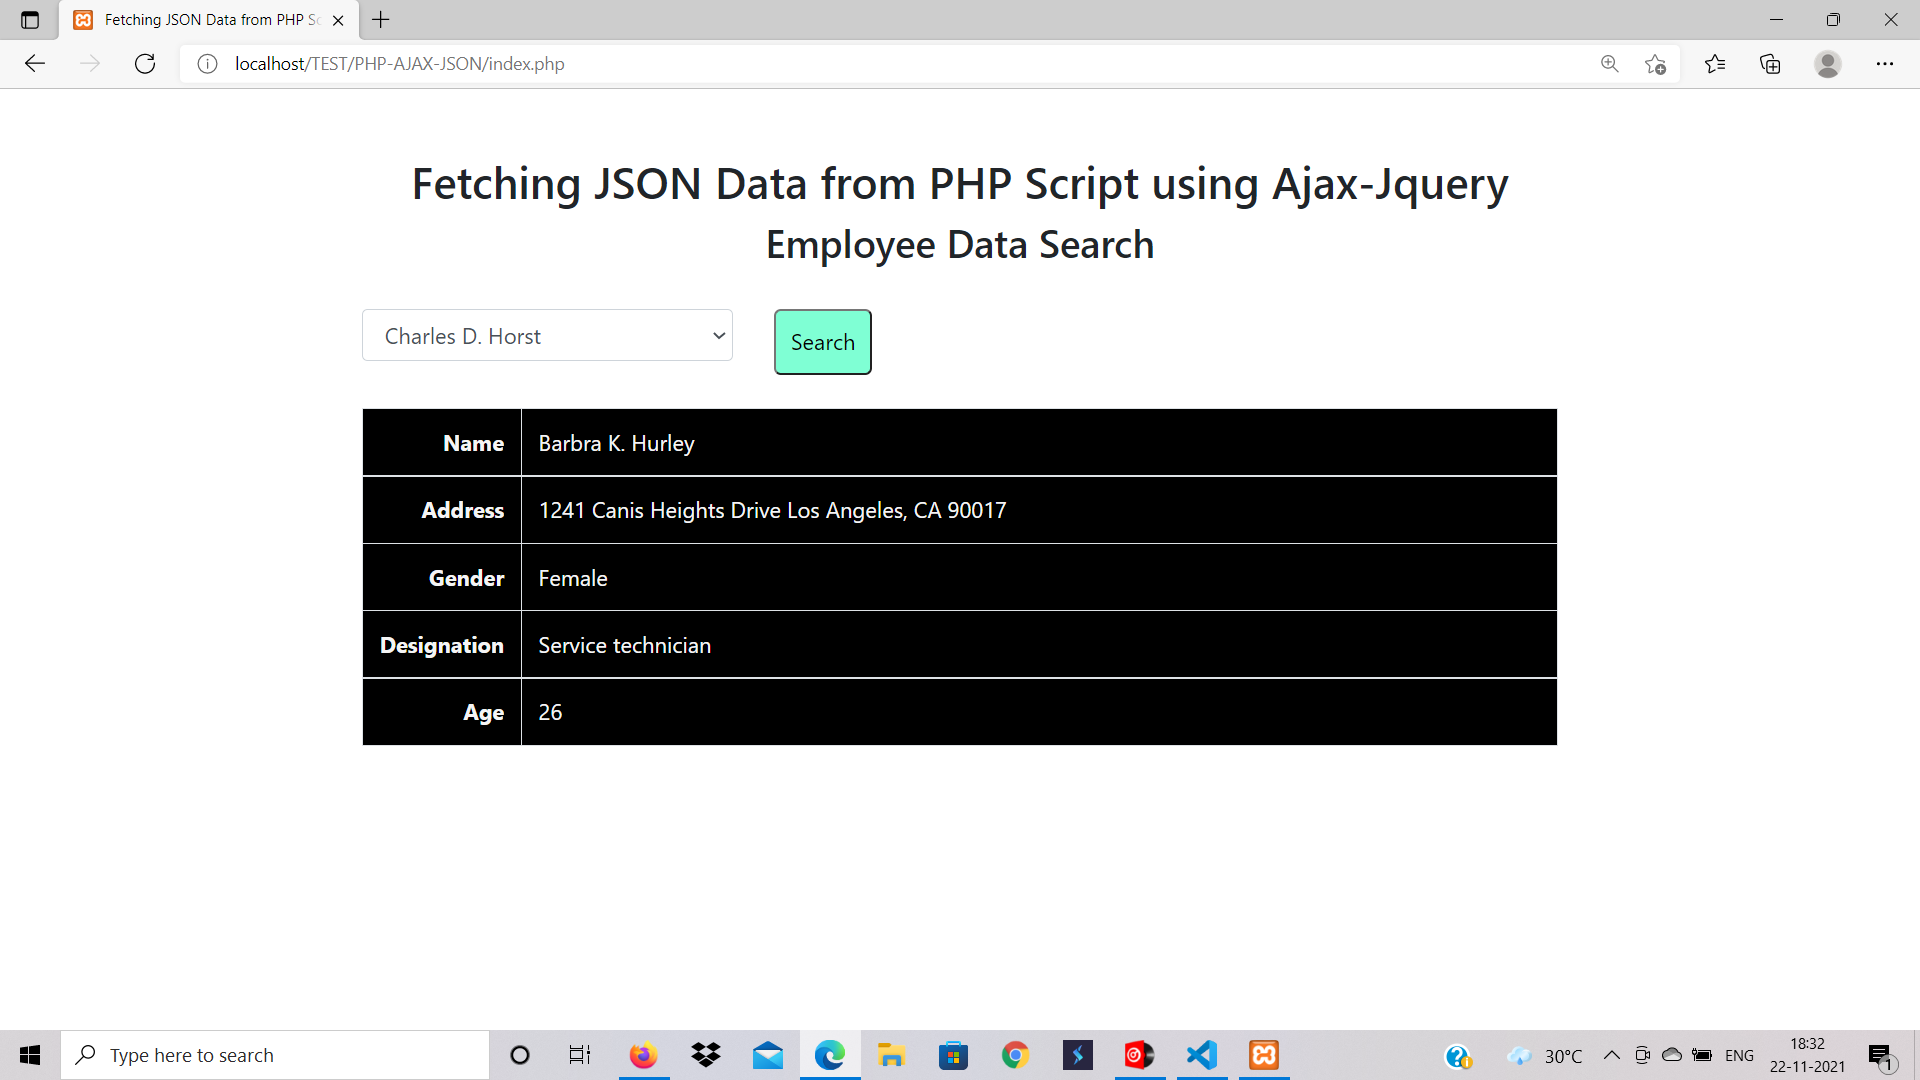 Fetching JSON Data from PHP Sc
localhost/TEST/PHP-AJAX-JSON/index.php
Fetching JSON Data from PHP Script using Ajax-Jquery
Employee Data Search
Charles D. Horst
Search
Name Barbra K. Hurley
Address 1241 Canis Heights Drive Los Angeles, CA 90017
Gender Female
Designation Service technician
Age 26
Type here to search
30°C
ENG
18:32
22-11-2021
1